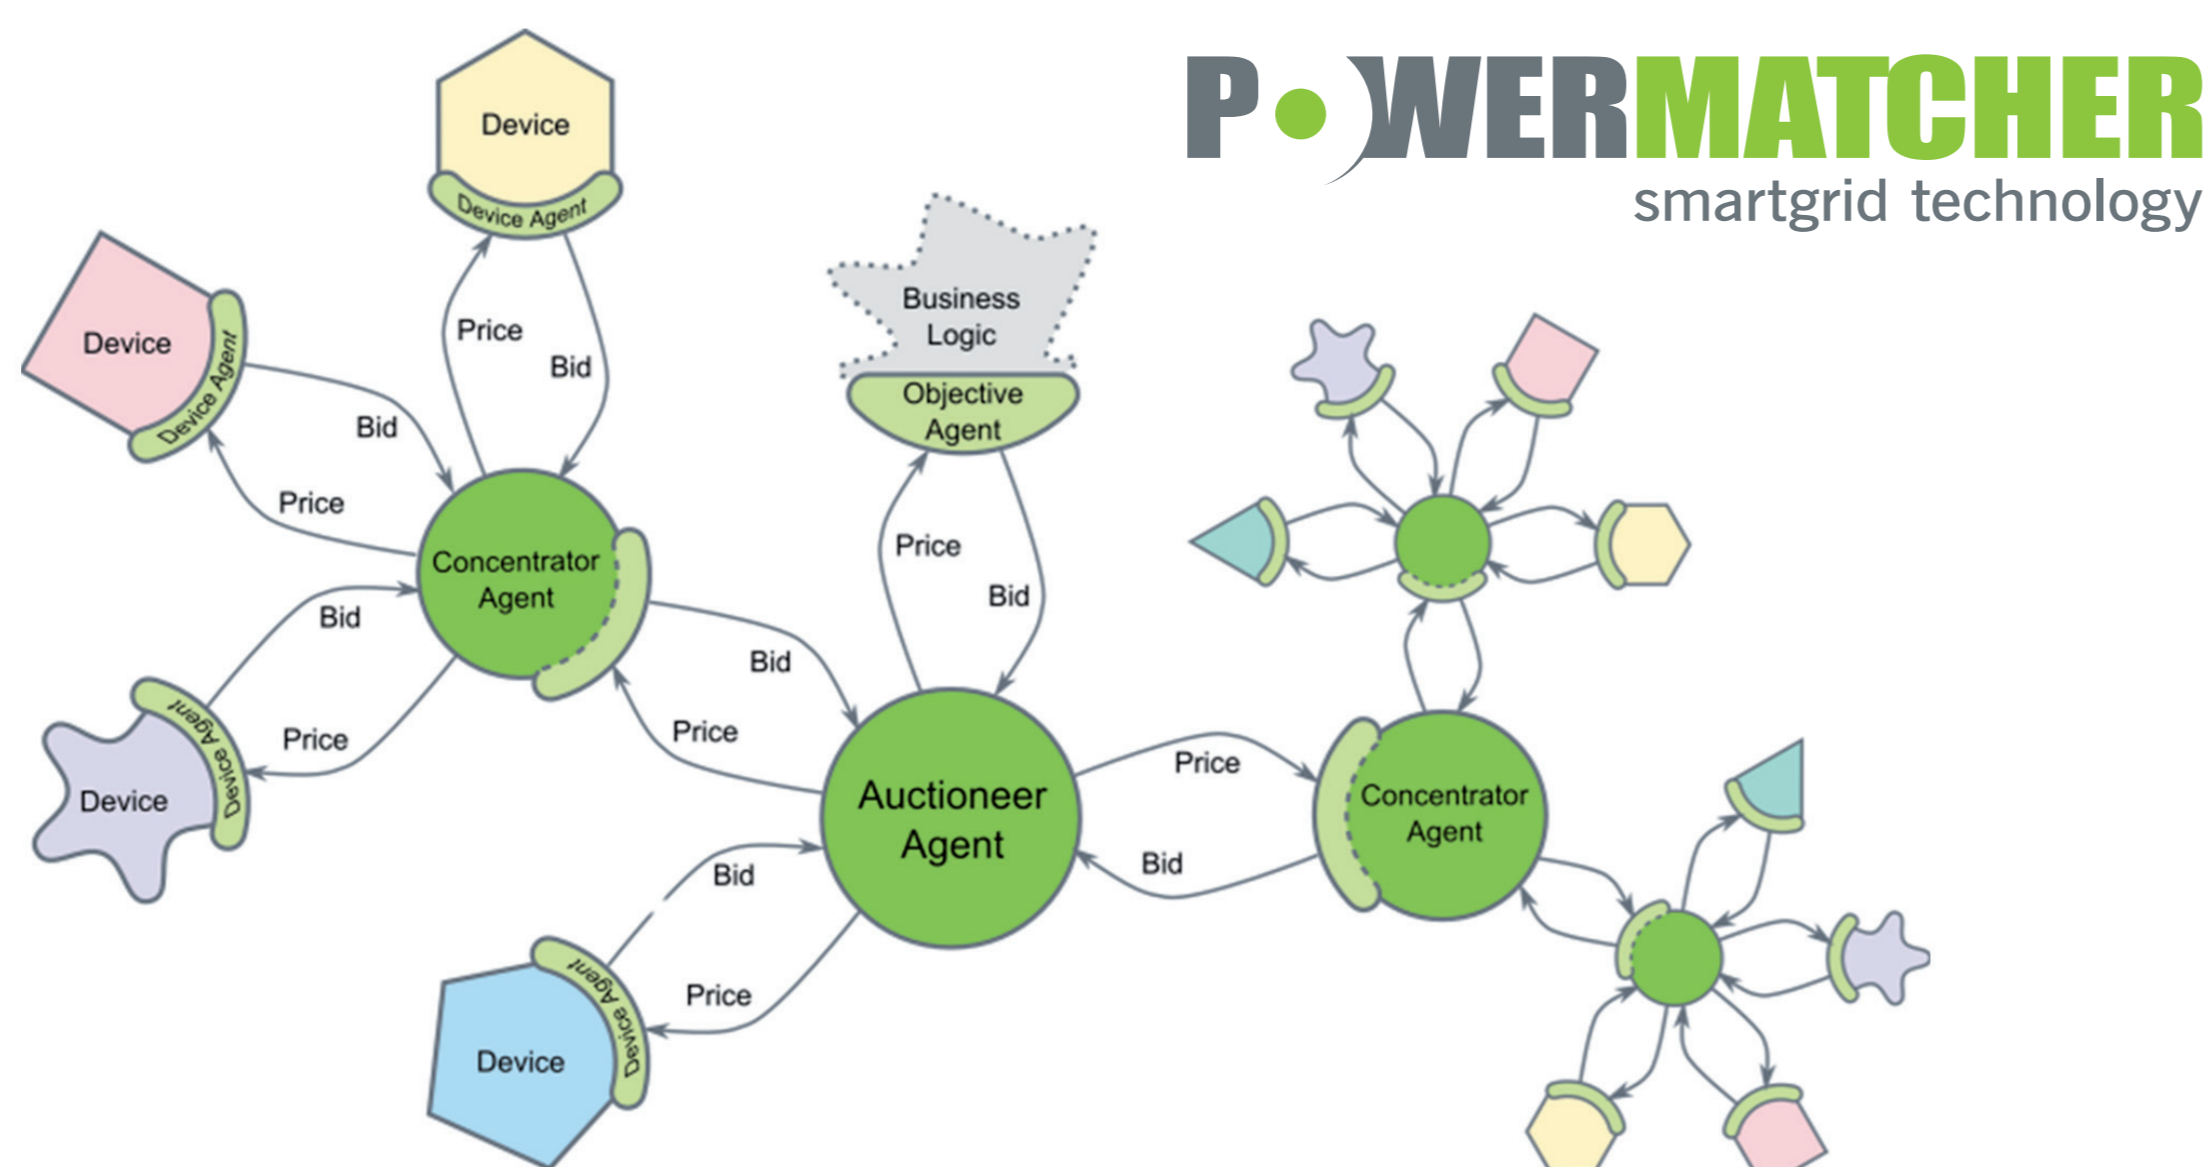 POWERMATCHER
smartgrid technology
Device
Device Agent
Price
Bid
Device
Device Agent
Bid
Price
Business
Logic
Objective
Agent
Price
Bid
Concentrator
Agent
Bid
Price
Device Agent
Device
Bid
Price
Auctioneer
Agent
Price
Bid
Concentrator
Agent
Bid
Price
Device Agent
Device